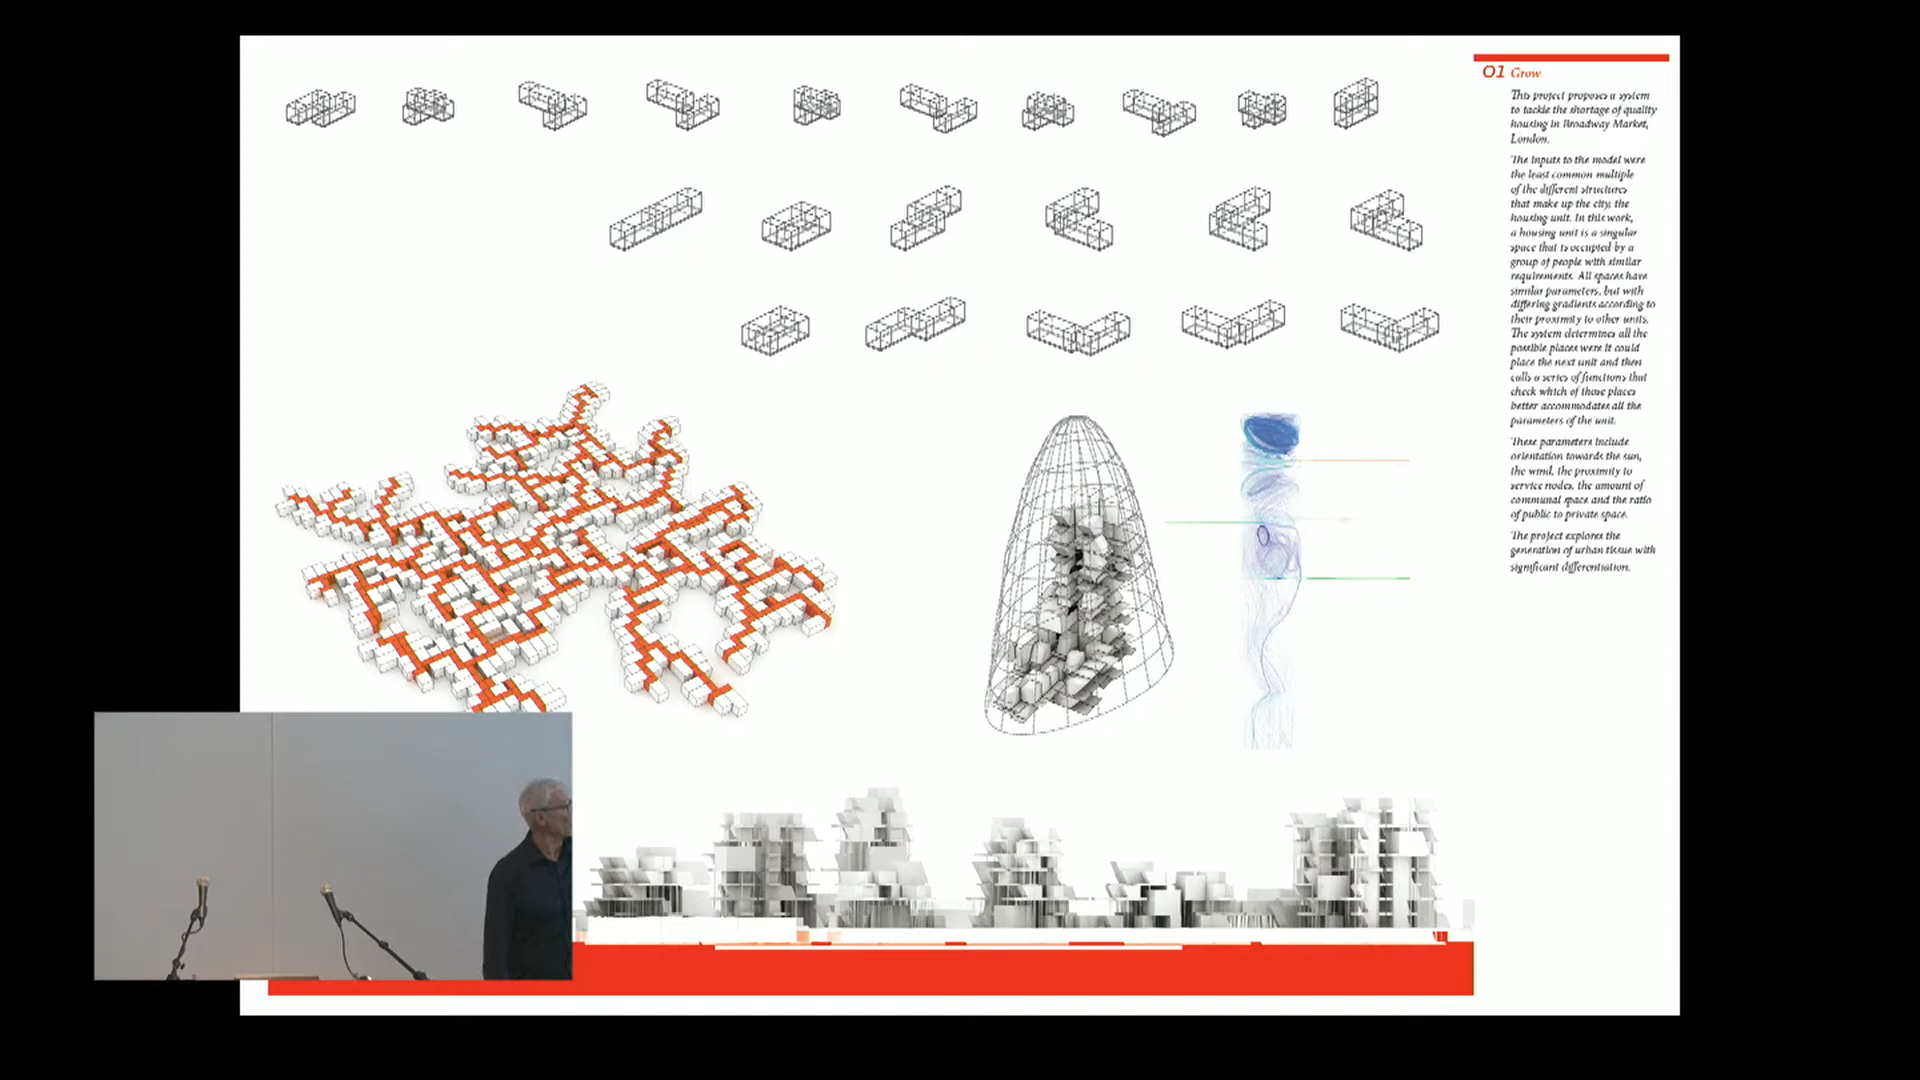 01 Grow
This project proposes a system
to tackle the shortage of quality
housing in Broadway Market,
London.
The inputs to the model were
the least common multiple
of the different structures
that make up the city, the
housing unit. In this work,
a housing unit is a singular
space that is occupied by a
group of people with similar
requirements. All spaces have
similar parameters, but with
differing gradients according to
their proximity to other units.
The system determines all the
possible places were it could
place the next unit and then
calls a series of functions that
check which of those places
better accommodates all the
parameters of the unit.
These parameters include
orientation towards the sun,
the wind, the proximity to
service nodes, the amount of
communal space and the ratio
of public to private space.
The project explores the
generation of urban tissue with
significant differentiation.